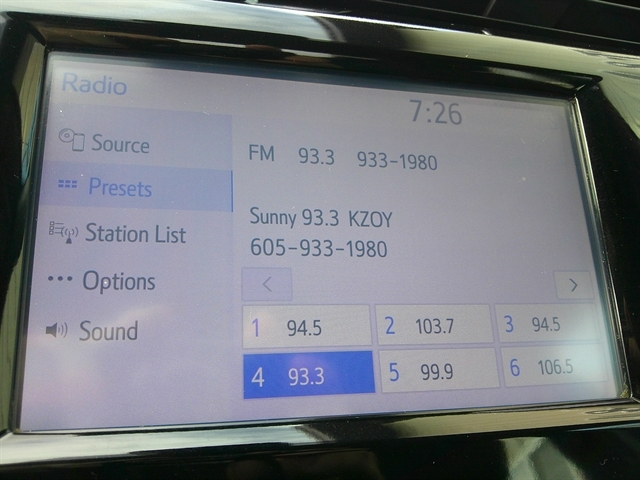 Radio
7:26
Source
Presets
Station List
Options
Sound
FM 93.3 933-1980
Sunny 93.3 KZOY
605-933-1980
< >
1 94.5 2 103.7 3 94.5
4 93.3 5 99.9 6 106.5